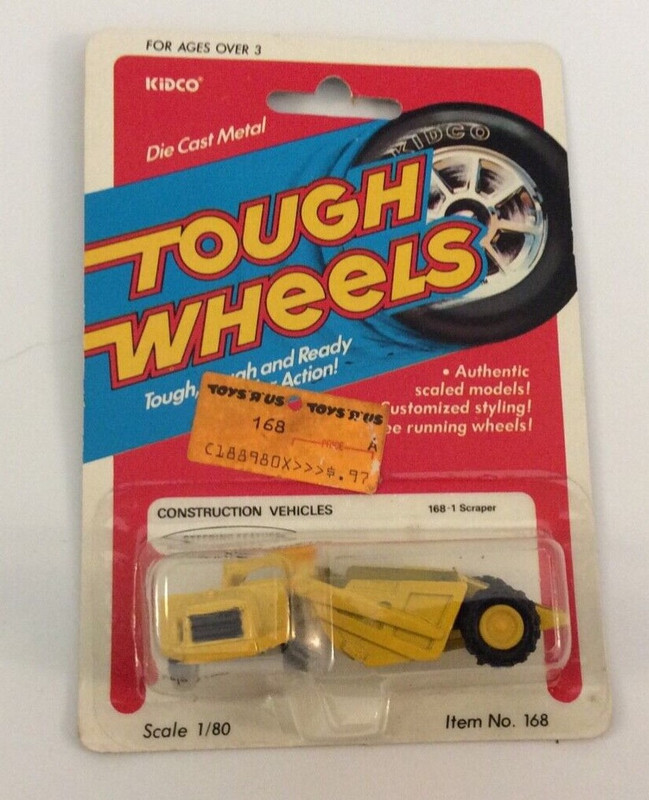 FOR AGES OVER 3
KIDCO®
Die Cast Metal
KIDCO
TOUGH
WHEELS
Tough, and Ready
Action!
• Authentic
scaled models!
Customized styling!
running wheels!
TOYS "R" US TOYS "R" US
168
PRICE A
C188980X>>>$.97
CONSTRUCTION VEHICLES
168-1 Scraper
Scale 1/80
Item No. 168